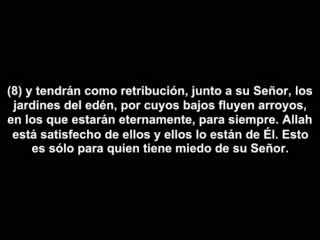 (8) y tendrán como retribución, junto a su Señor, los
jardines del edén, por cuyos bajos fluyen arroyos,
en los que estarán eternamente, para siempre. Allah
está satisfecho de ellos y ellos lo están de Él. Esto
es sólo para quien tiene miedo de su Señor.